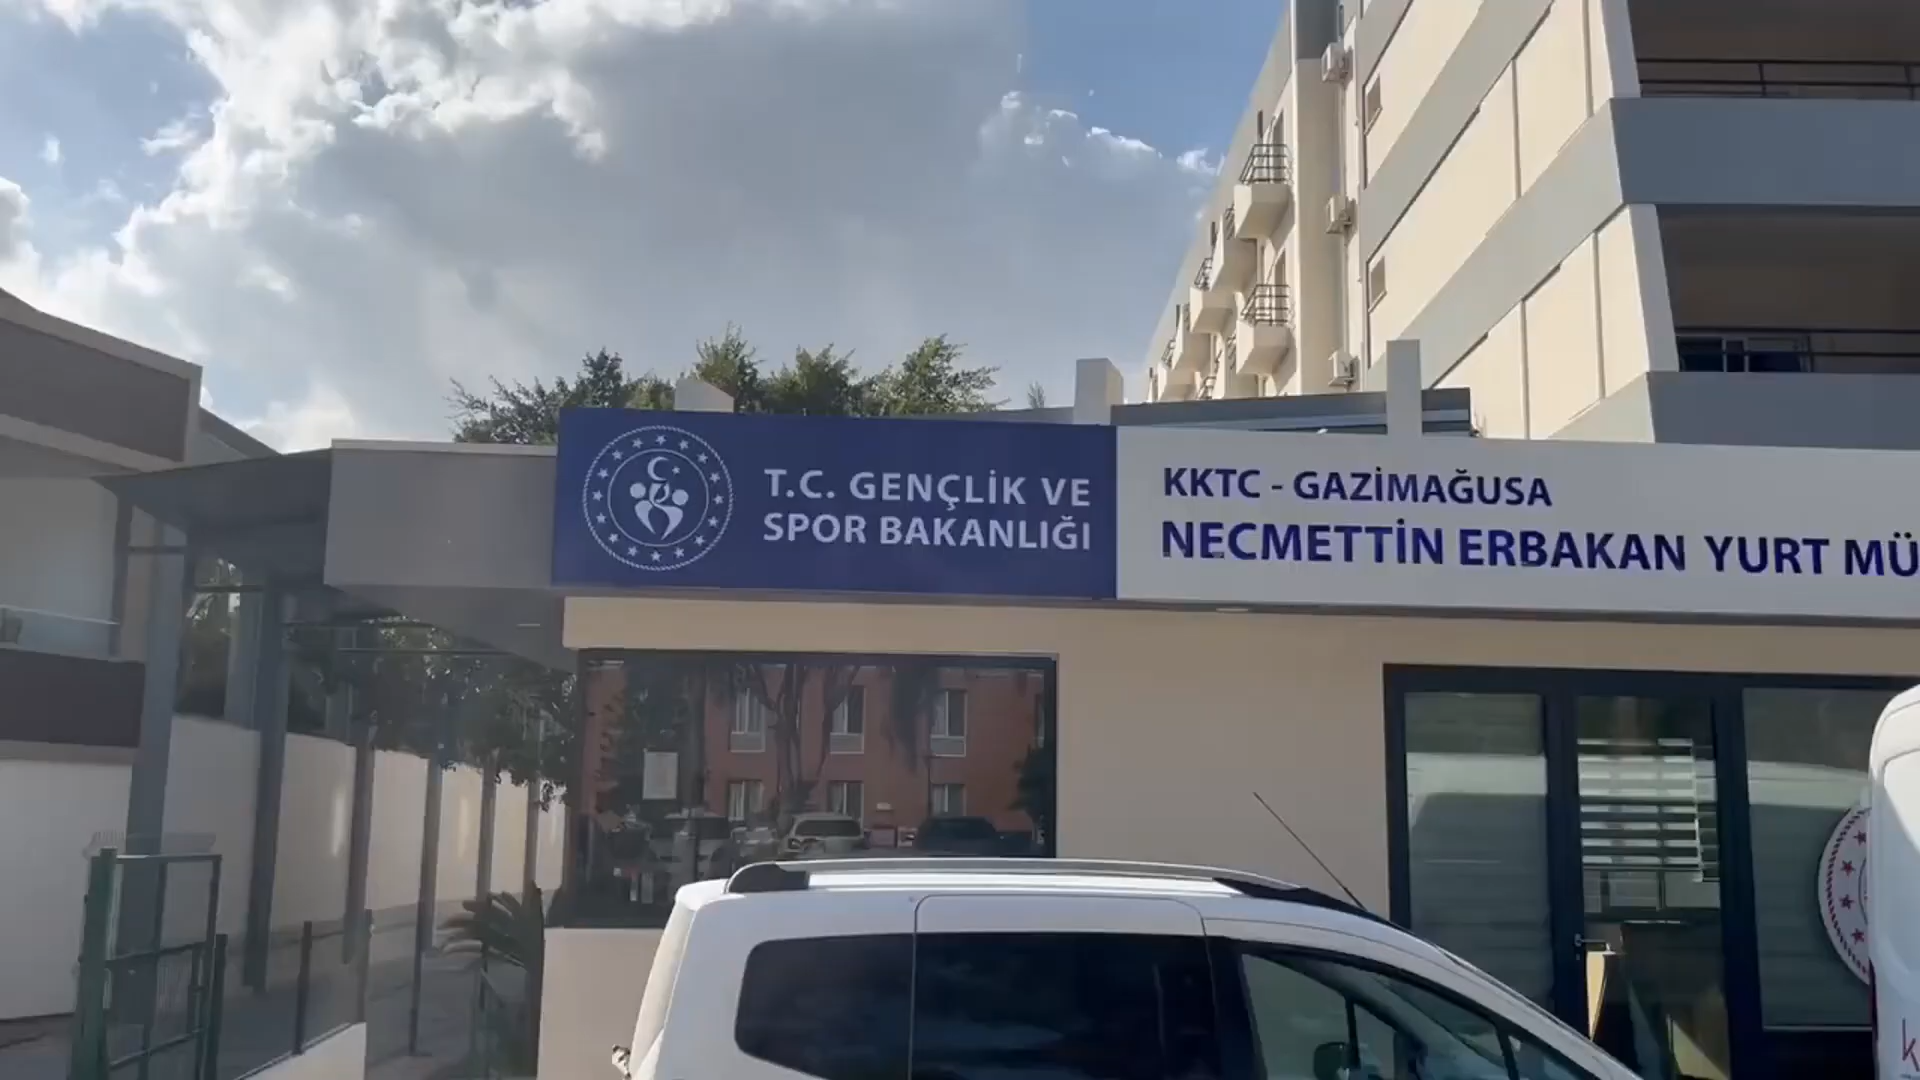 T.C. GENÇLİK VE
SPOR BAKANLIĞI
KKTC - GAZİMAĞUSA
NECMETTİN ERBAKAN YURT MÜ